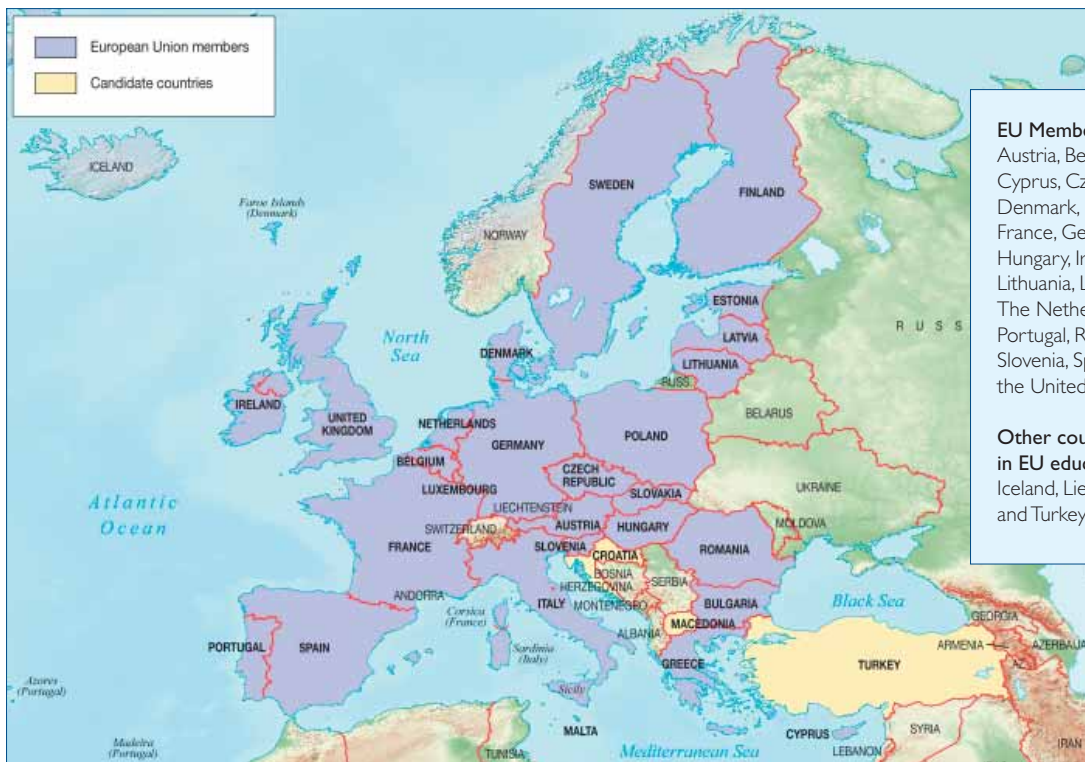 European Union members
Candidate countries
ICELAND
Faroe Islands
(Denmark)
SWEDEN
FINLAND
NORWAY
ESTONIA
North
Sea
LATVIA
DENMARK
LITHUANIA
RUSS
R U S S
IRELAND
UNITED
KINGDOM
NETHERLANDS
BELARUS
GERMANY
POLAND
BELGIUM
CZECH
REPUBLIC
LUXEMBOURG
SLOVAKIA
UKRAINE
Atlantic
Ocean
LIECHTENSTEIN
SWITZERLAND
AUSTRIA
HUNGARY
MOLDOVA
FRANCE
SLOVENIA
CROATIA
ROMANIA
BOSNIA
HERZEGOVINA
SERBIA
ANDORRA
Corsica
(France)
ITALY
MONTENEGRO
BULGARIA
Black Sea
MACEDONIA
ALBANIA
GEORGIA
PORTUGAL
SPAIN
Sardinia
(Italy)
GREECE
TURKEY
ARMENIA
AZERBAIJA
AZ.
Azores
(Portugal)
Sicily
MALTA
CYPRUS
SYRIA
Madeira
(Portugal)
TUNISIA
Mediterranean Sea
LEBANON
IRAN
EU Membe
Austria, Be
Cyprus, Cz
Denmark,
France, Ge
Hungary, Ir
Lithuania, L
The Nethe
Portugal, R
Slovenia, Sp
the United
Other cou
in EU educ
Iceland, Lie
and Turkey